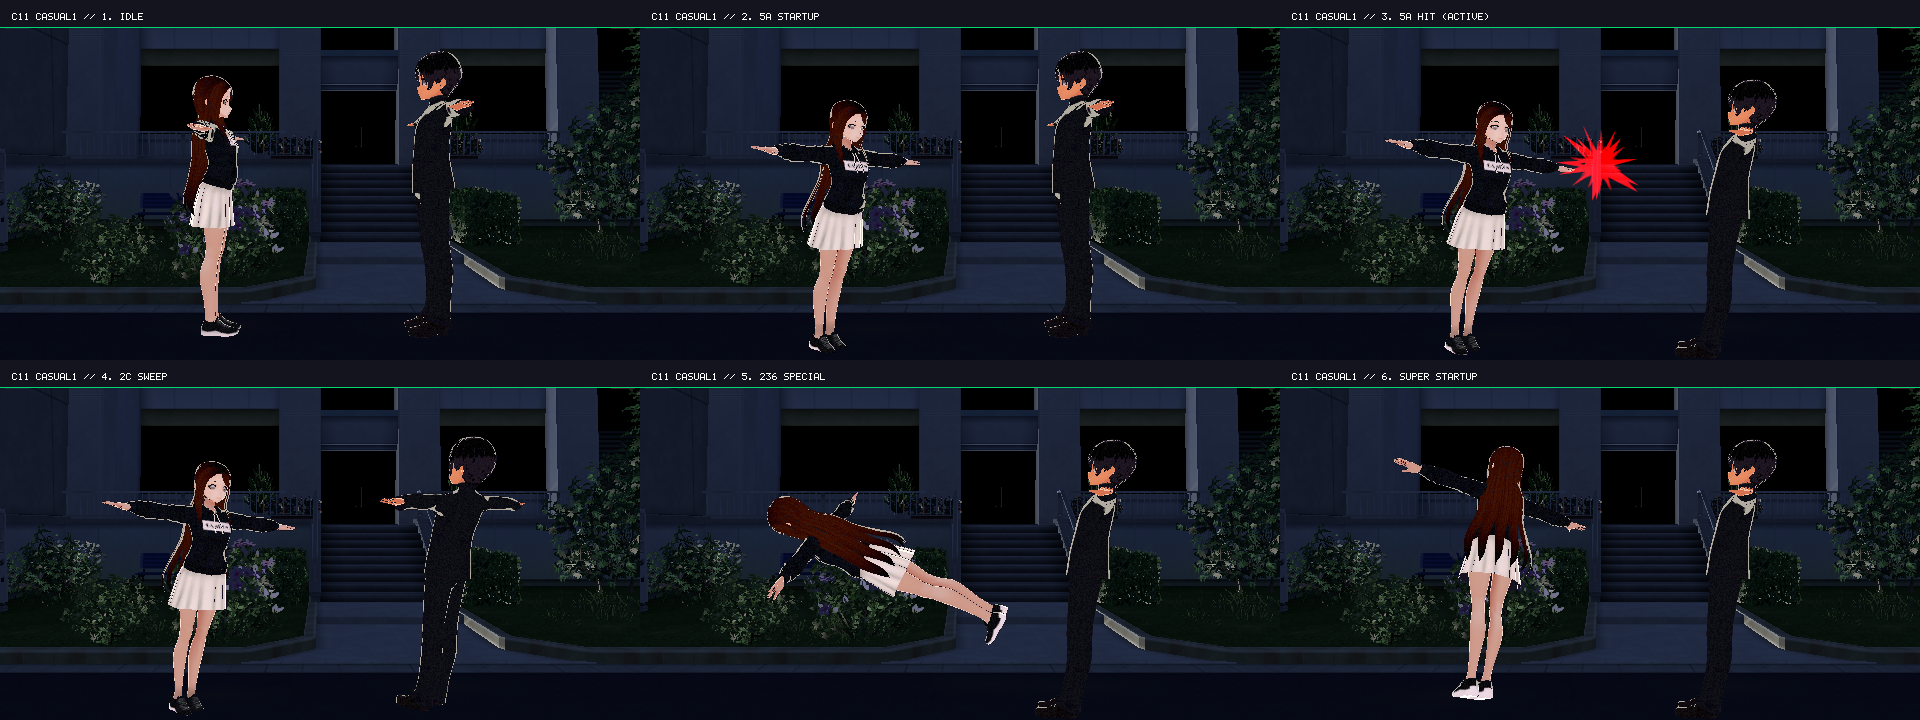 C11 CASUAL1 // 1. IDLE
C11 CASUAL1 // 2. 5A STARTUP
C11 CASUAL1 // 3. 5A HIT (ACTIVE)
C11 CASUAL1 // 4. 2C SWEEP
C11 CASUAL1 // 5. 236 SPECIAL
C11 CASUAL1 // 6. SUPER STARTUP